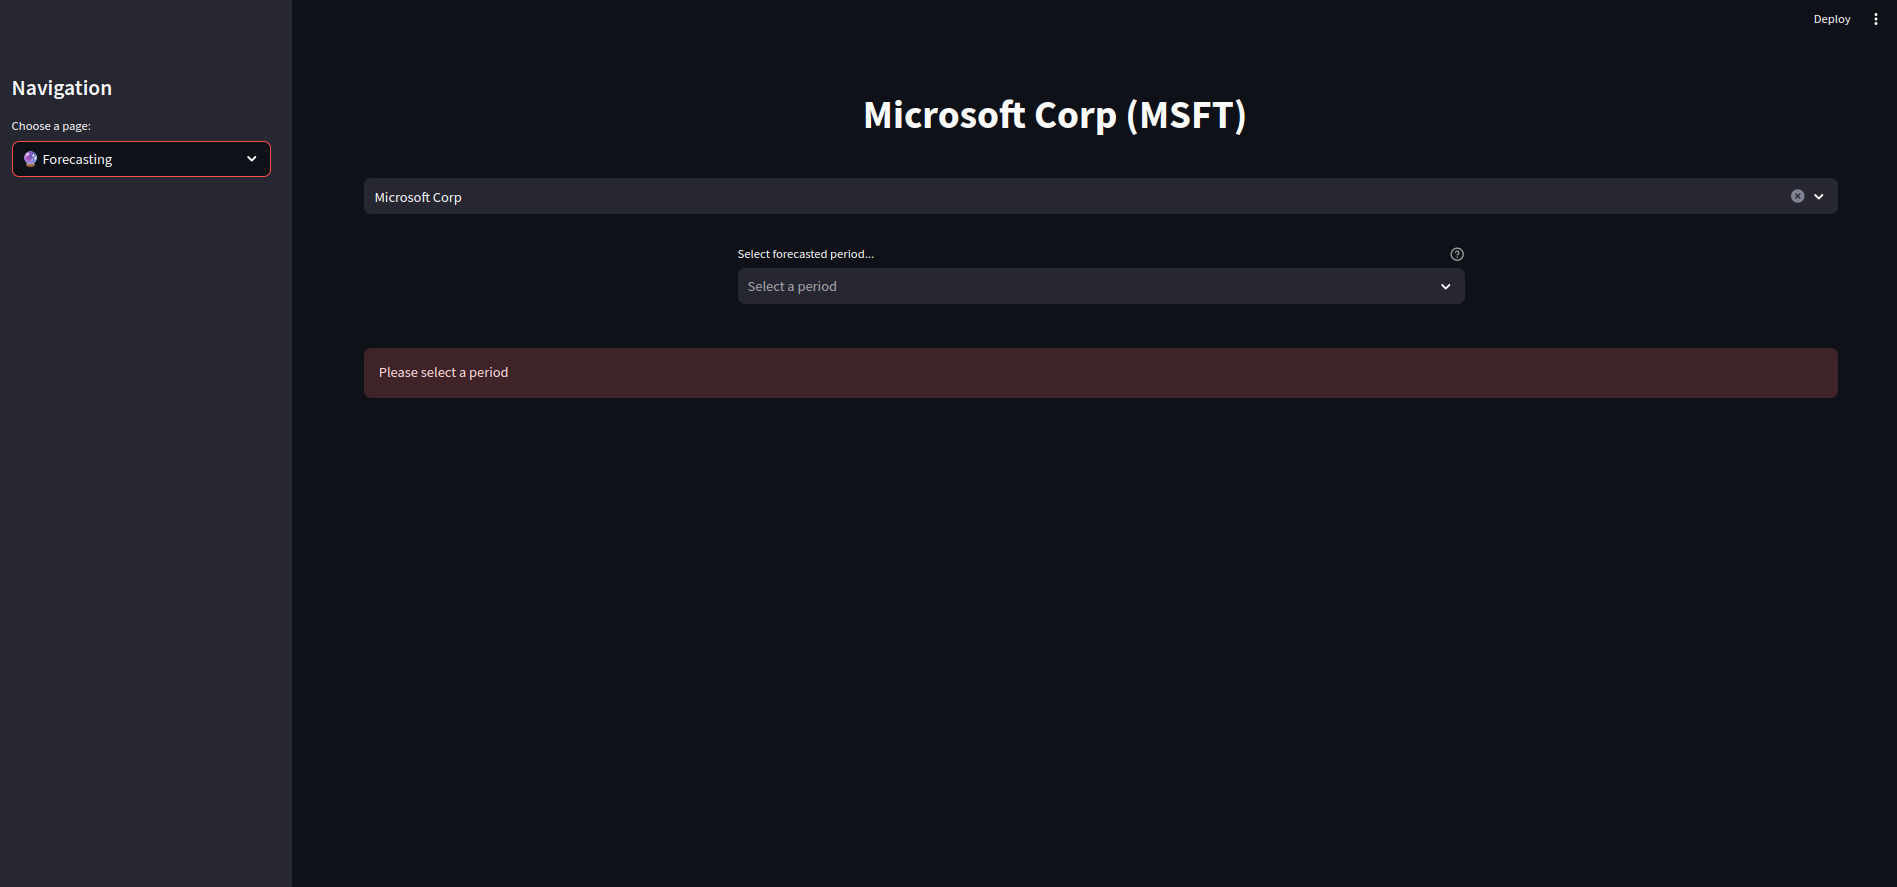 Deploy
Navigation
Choose a page:
🔮 Forecasting
Microsoft Corp (MSFT)
Microsoft Corp
Select forecasted period...
Select a period
Please select a period